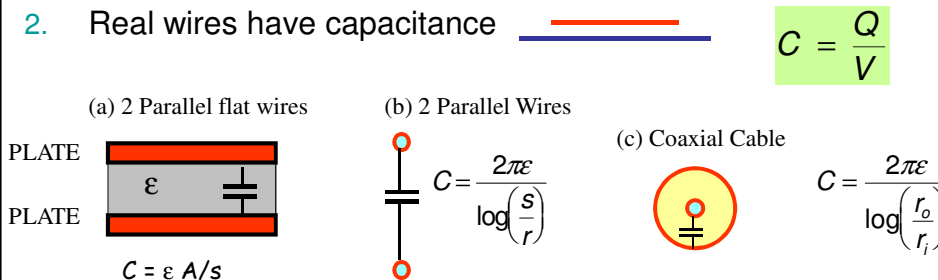 2. Real wires have capacitance
C = Q/V
(a) 2 Parallel flat wires
(b) 2 Parallel Wires
(c) Coaxial Cable
PLATE
ε
PLATE
C = ε A/s
C = 2πε / log(s/r)
C = 2πε / log(r_o/r_i)